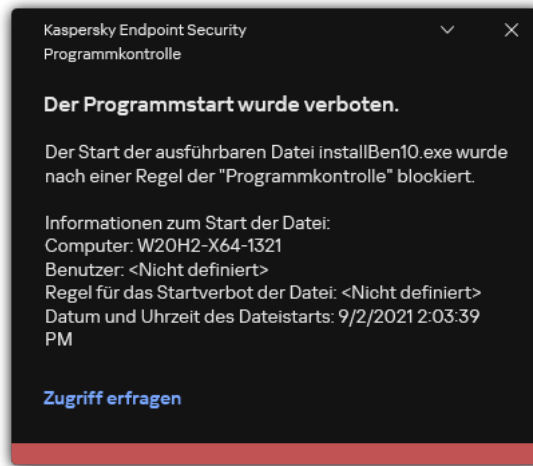 Kaspersky Endpoint Security
Programmkontrolle
Der Programmstart wurde verboten.
Der Start der ausführbaren Datei installBen10.exe wurde
nach einer Regel der "Programmkontrolle" blockiert.
Informationen zum Start der Datei:
Computer: W20H2-X64-1321
Benutzer: <Nicht definiert>
Regel für das Startverbot der Datei: <Nicht definiert>
Datum und Uhrzeit des Dateistarts: 9/2/2021 2:03:39
PM
Zugriff erfragen